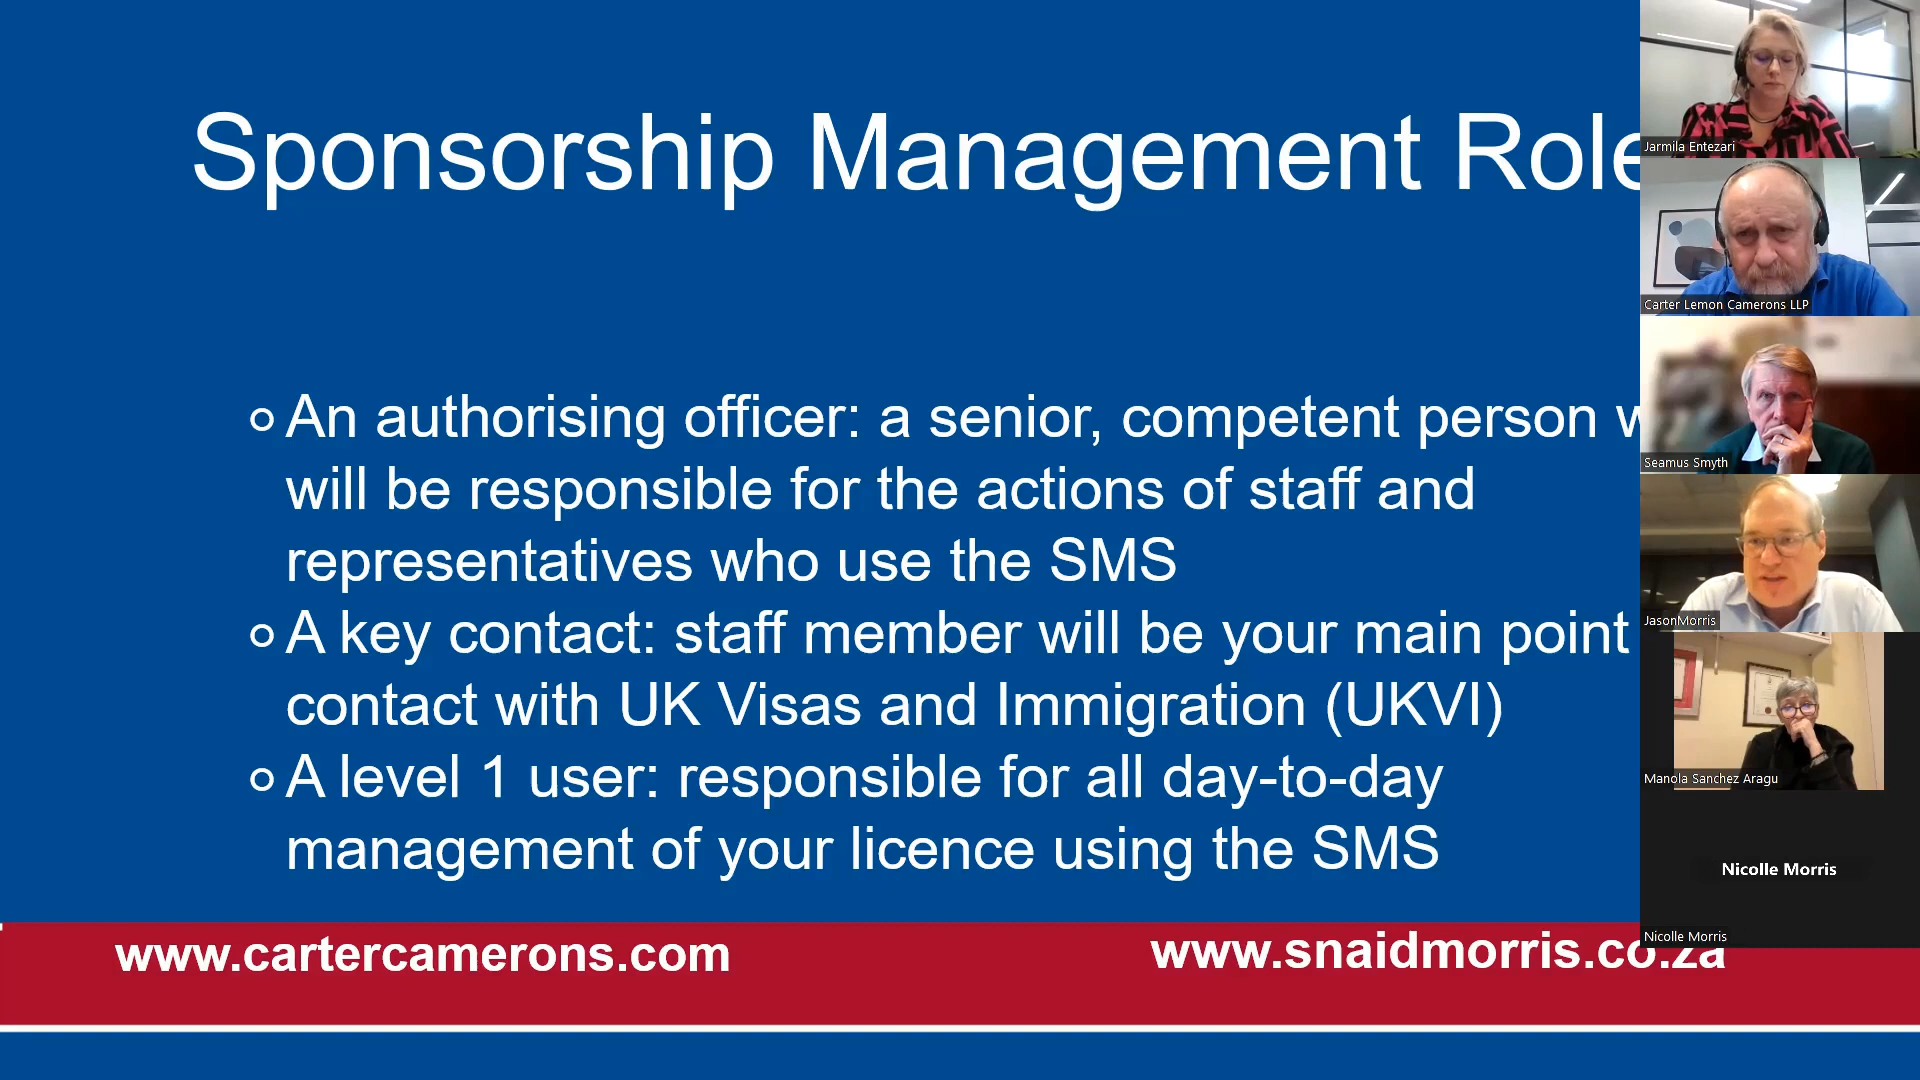 Sponsorship Management Role
An authorising officer: a senior, competent person w
will be responsible for the actions of staff and
representatives who use the SMS
A key contact: staff member will be your main point
contact with UK Visas and Immigration (UKVI)
A level 1 user: responsible for all day-to-day
management of your licence using the SMS
www.cartercamerons.com
www.snaidmorris.co.za
Jarmila Entezari
Carter Lemon Camerons LLP
Seamus Smyth
JasonMorris
Manola Sanchez Aragu
Nicolle Morris
Nicolle Morris